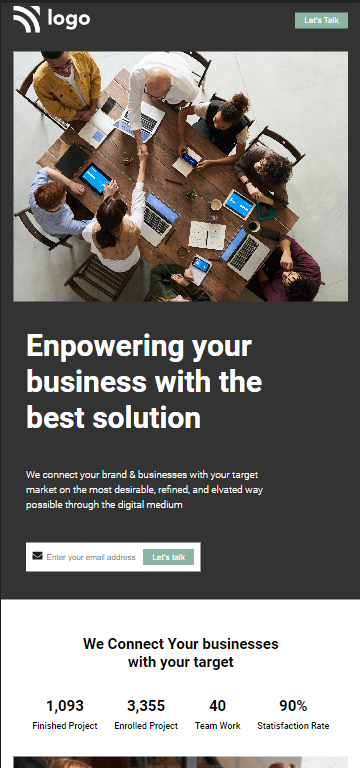 logo
Let's Talk
Enpowering your
business with the
best solution
We connect your brand & businesses with your target
market on the most desirable, refined, and elvated way
possible through the digital medium
Enter your email address
Let's talk
We Connect Your businesses
with your target
1,093 3,355 40 90%
Finished Project Enrolled Project Team Work Statisfaction Rate